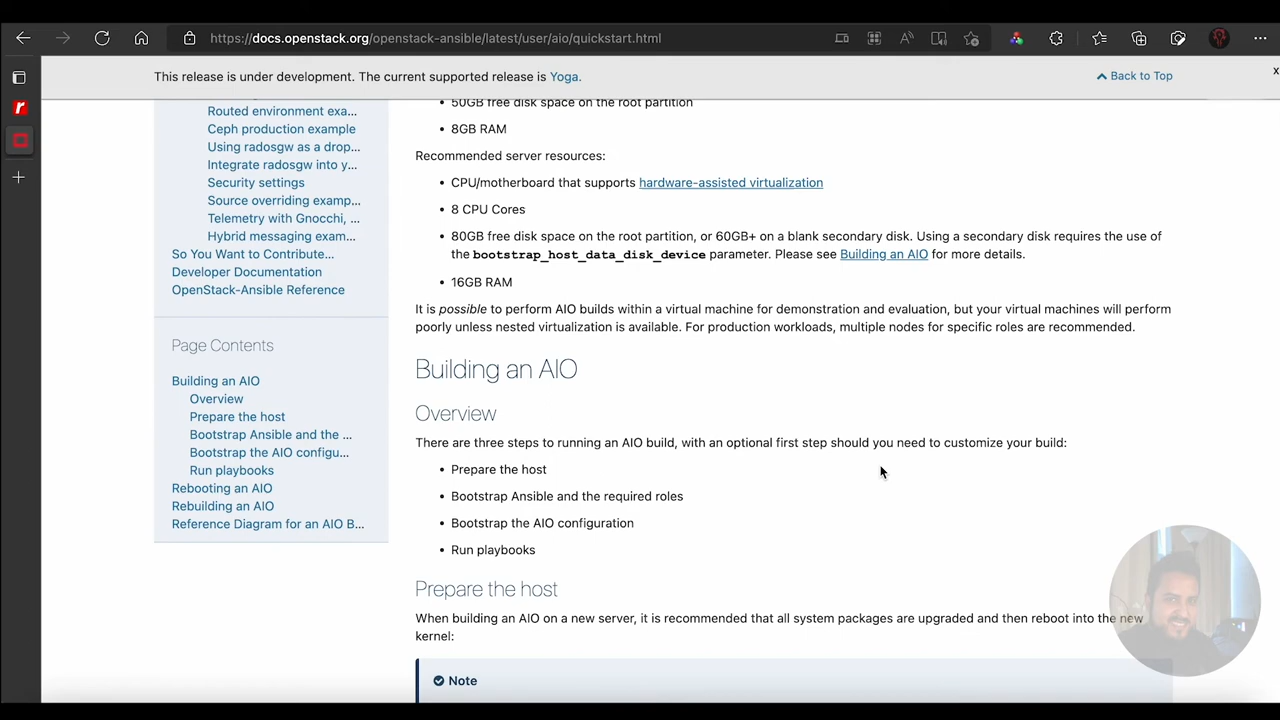 https://docs.openstack.org/openstack-ansible/latest/user/aio/quickstart.html
This release is under development. The current supported release is Yoga.
Back to Top
x
Routed environment exa...
Ceph production example
Using radosgw as a drop...
Integrate radosgw into y...
Security settings
Source overriding examp...
Telemetry with Gnocchi, ...
Hybrid messaging exam...
So You Want to Contribute...
Developer Documentation
OpenStack-Ansible Reference
Page Contents
Building an AIO
Overview
Prepare the host
Bootstrap Ansible and the ...
Bootstrap the AIO configu...
Run playbooks
Rebooting an AIO
Rebuilding an AIO
Reference Diagram for an AIO B...
50GB free disk space on the root partition
8GB RAM
Recommended server resources:
CPU/motherboard that supports hardware-assisted virtualization
8 CPU Cores
80GB free disk space on the root partition, or 60GB+ on a blank secondary disk. Using a secondary disk requires the use of
the bootstrap_host_data_disk_device parameter. Please see Building an AIO for more details.
16GB RAM
It is possible to perform AIO builds within a virtual machine for demonstration and evaluation, but your virtual machines will perform
poorly unless nested virtualization is available. For production workloads, multiple nodes for specific roles are recommended.
Building an AIO
Overview
There are three steps to running an AIO build, with an optional first step should you need to customize your build:
Prepare the host
Bootstrap Ansible and the required roles
Bootstrap the AIO configuration
Run playbooks
Prepare the host
When building an AIO on a new server, it is recommended that all system packages are upgraded and then reboot into the new
kernel:
Note